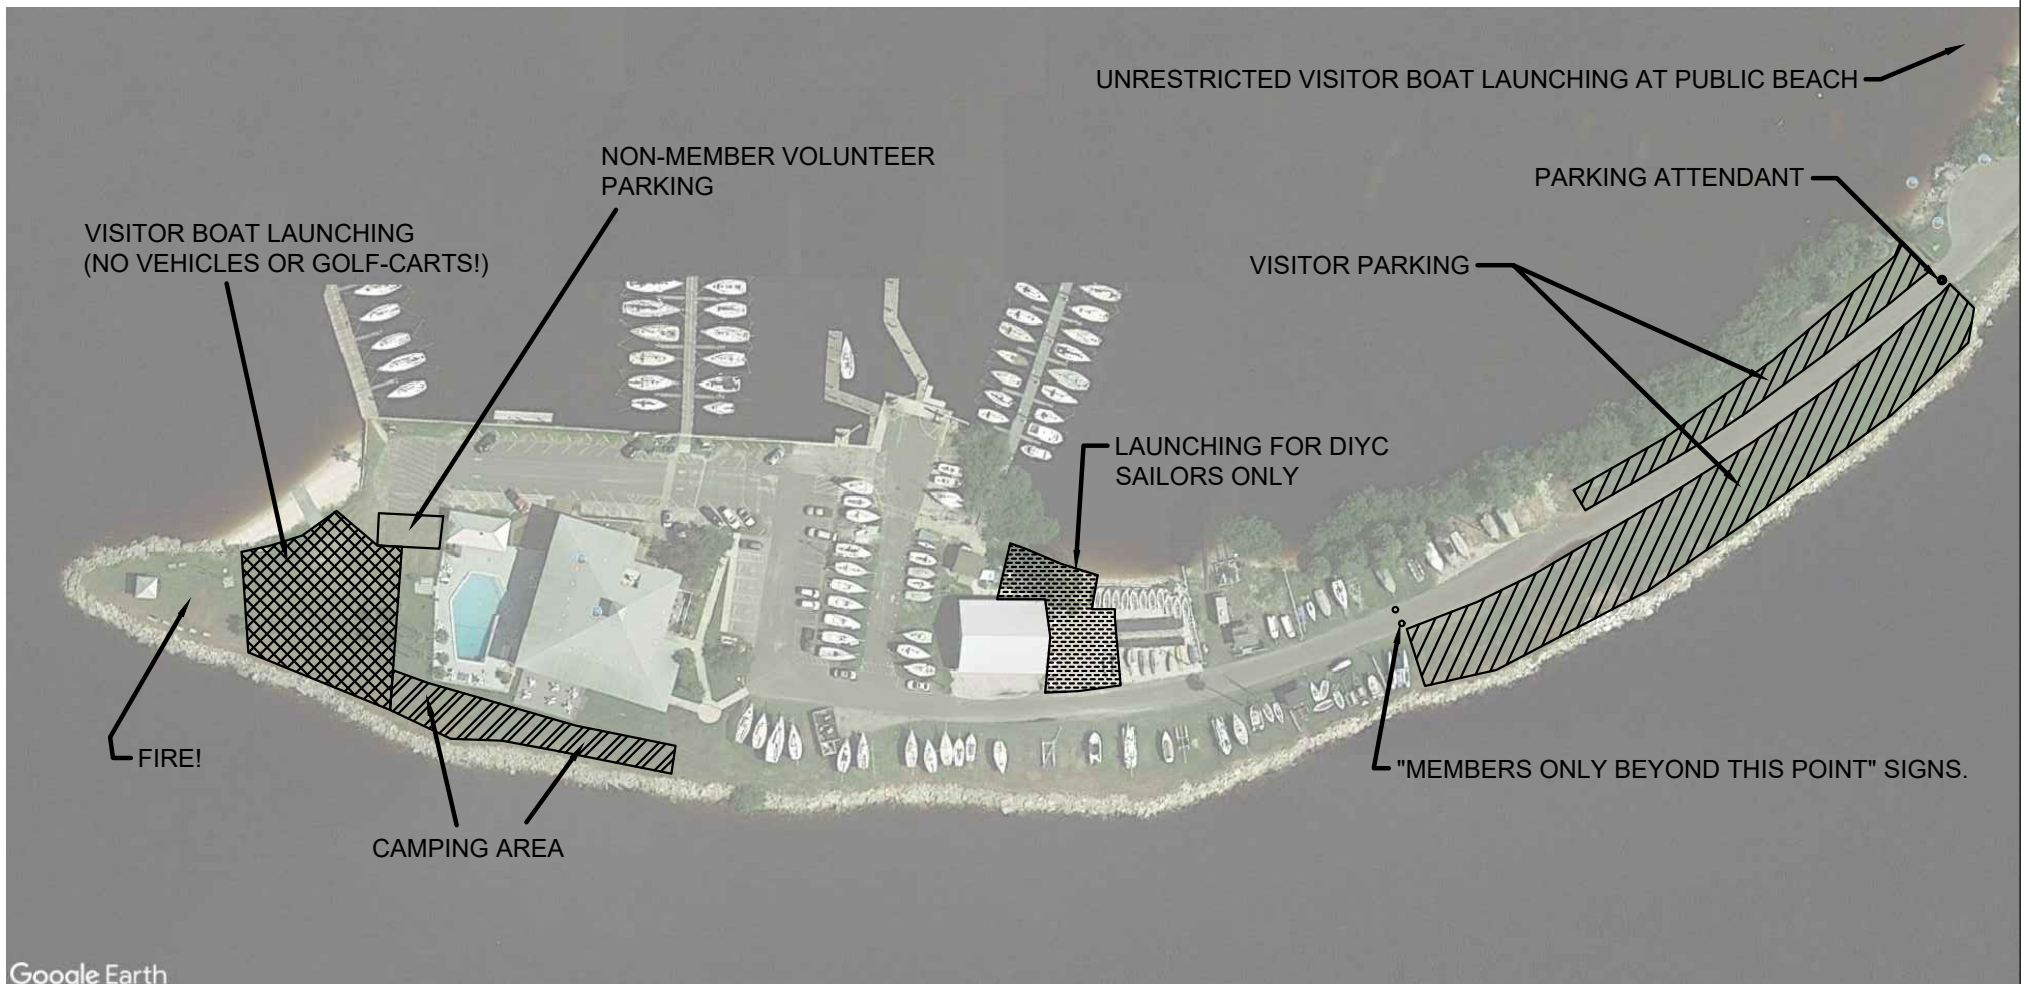 UNRESTRICTED VISITOR BOAT LAUNCHING AT PUBLIC BEACH
NON-MEMBER VOLUNTEER
PARKING
PARKING ATTENDANT
VISITOR BOAT LAUNCHING
(NO VEHICLES OR GOLF-CARTS!)
VISITOR PARKING
LAUNCHING FOR DIYC
SAILORS ONLY
FIRE!
"MEMBERS ONLY BEYOND THIS POINT" SIGNS.
CAMPING AREA
Google Earth